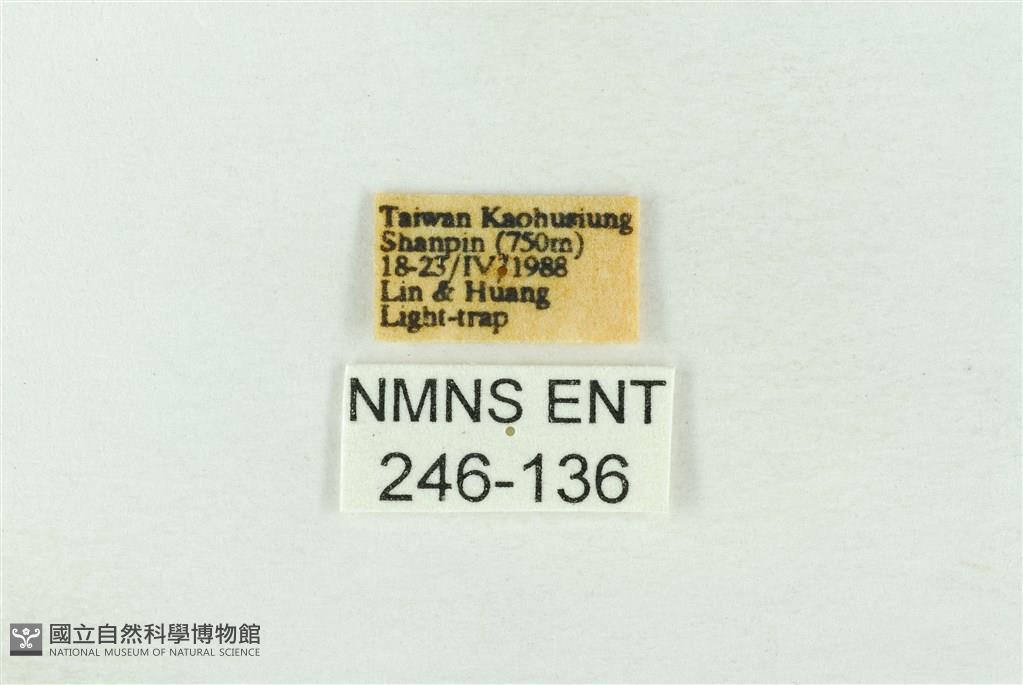 Taiwan Kaohusiung
Shanpin (750m)
18-23/IV,1988
Lin & Huang
Light-trap
NMNS ENT
246-136
國立自然科學博物館
NATIONAL MUSEUM OF NATURAL SCIENCE